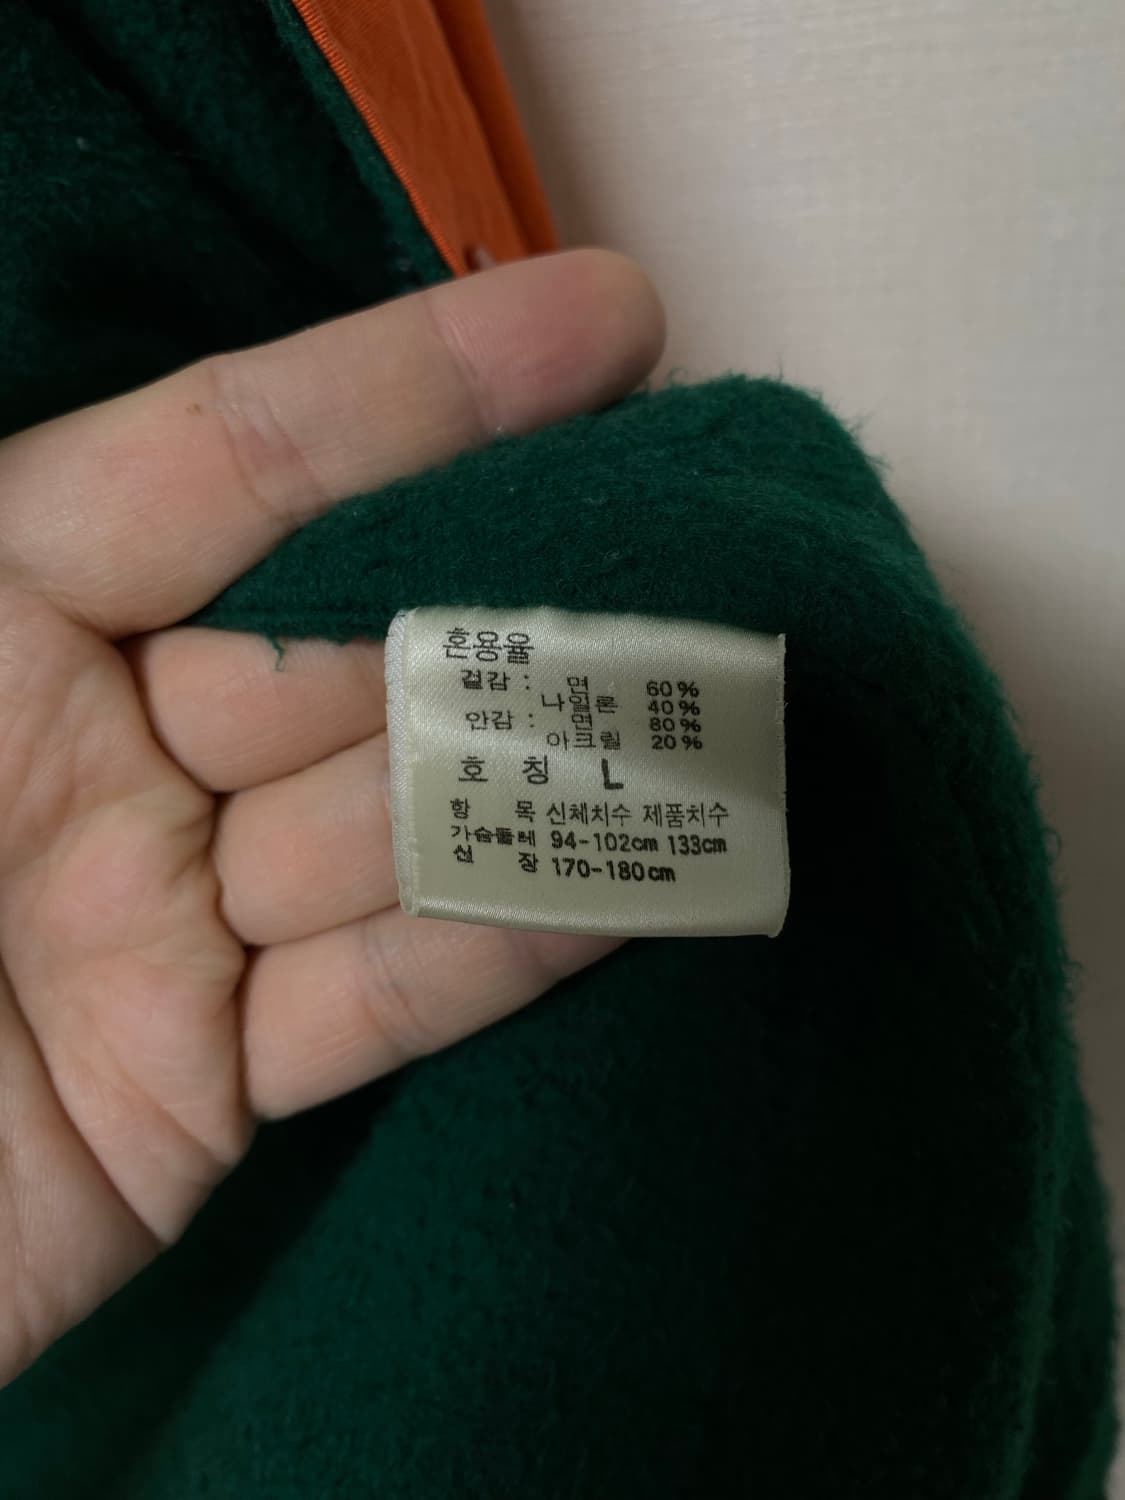 혼용율
겉감 : 면 60%
나일론 40%
안감 : 면 80%
아크릴 20%
호 칭 L
항 목 신체치수 제품치수
가슴둘레 94-102cm 133cm
신 장 170-180cm